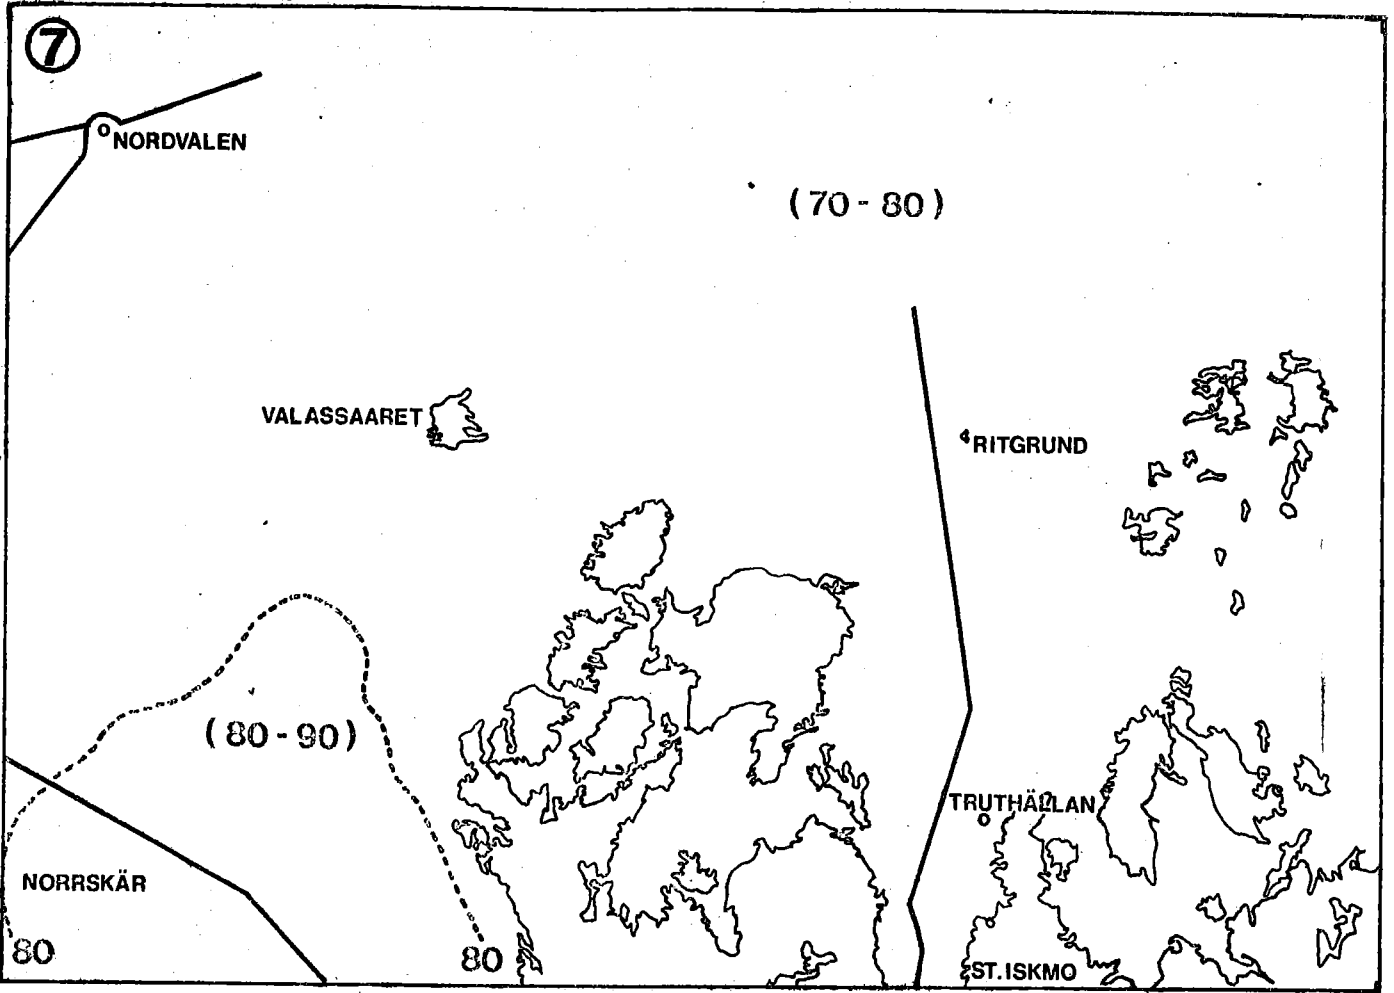 7
NORDVALEN
(70-80)
VALASSAARET
RITGRUND
(80-90)
TRUTHÄLLAN
NORRSKÄR
80
80
ST. ISKMO